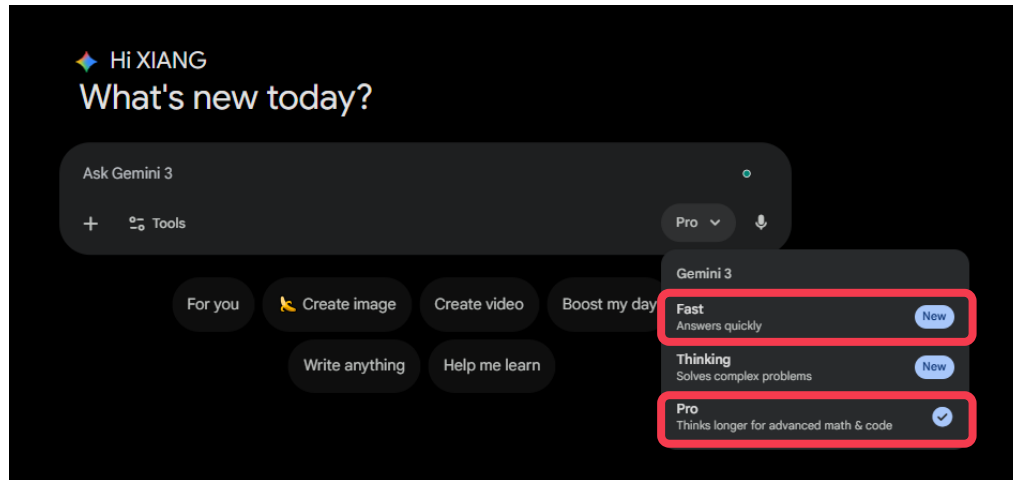 Hi XIANG
What's new today?
Ask Gemini 3
Tools
Pro
For you
Create image
Create video
Boost my day
Write anything
Help me learn
Gemini 3
Fast
Answers quickly
New
Thinking
Solves complex problems
New
Pro
Thinks longer for advanced math & code